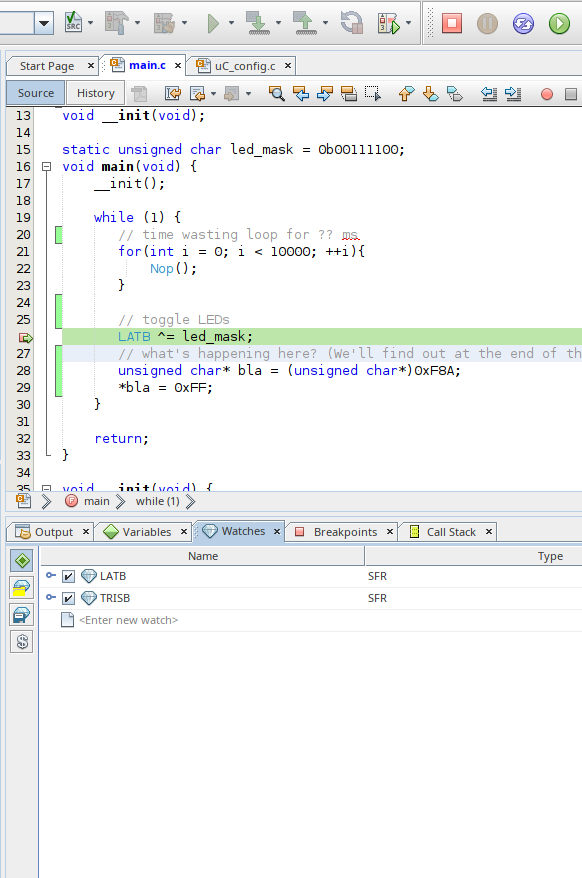 SRC
Start Page
main.c
uC_config.c
Source
History
13 void __init(void);
14
15 static unsigned char led_mask = 0b00111100;
16 void main(void) {
17 __init();
18
19 while (1) {
20 // time wasting loop for ?? ms
21 for(int i = 0; i < 10000; ++i){
22 Nop();
23 }
24
25 // toggle LEDs
LATB ^= led_mask;
27 // what's happening here? (We'll find out at the end of th
28 unsigned char* bla = (unsigned char*)0xF8A;
29 *bla = 0xFF;
30 }
31
32 return;
33 }
34
35 void __init(void) {
main
while (1)
Output
Variables
Watches
Breakpoints
Call Stack
Name Type
LATB SFR
TRISB SFR
<Enter new watch>